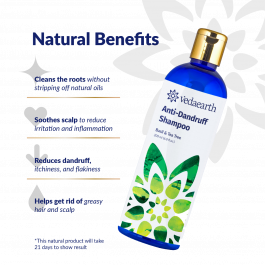 Natural Benefits
Cleans the roots without
stripping off natural oils
Soothes scalp to reduce
irritation and inflammation
Reduces dandruff,
itchiness, and flakiness
Helps get rid of greasy
hair and scalp
*This natural product will take
21 days to show result
Vedaearth
Anti-Dandruff
Shampoo
Basil & Tea Tree